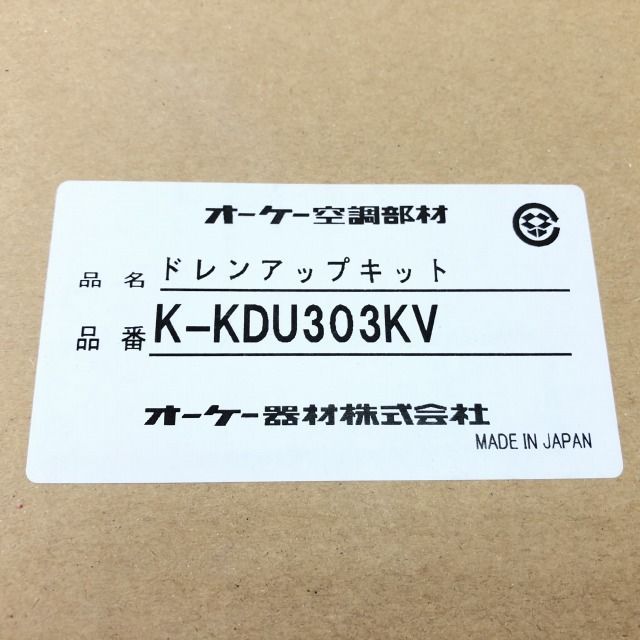 オーケー空調部材
品名 ドレンアップキット
品番 K-KDU303KV
オーケー器材株式会社
MADE IN JAPAN